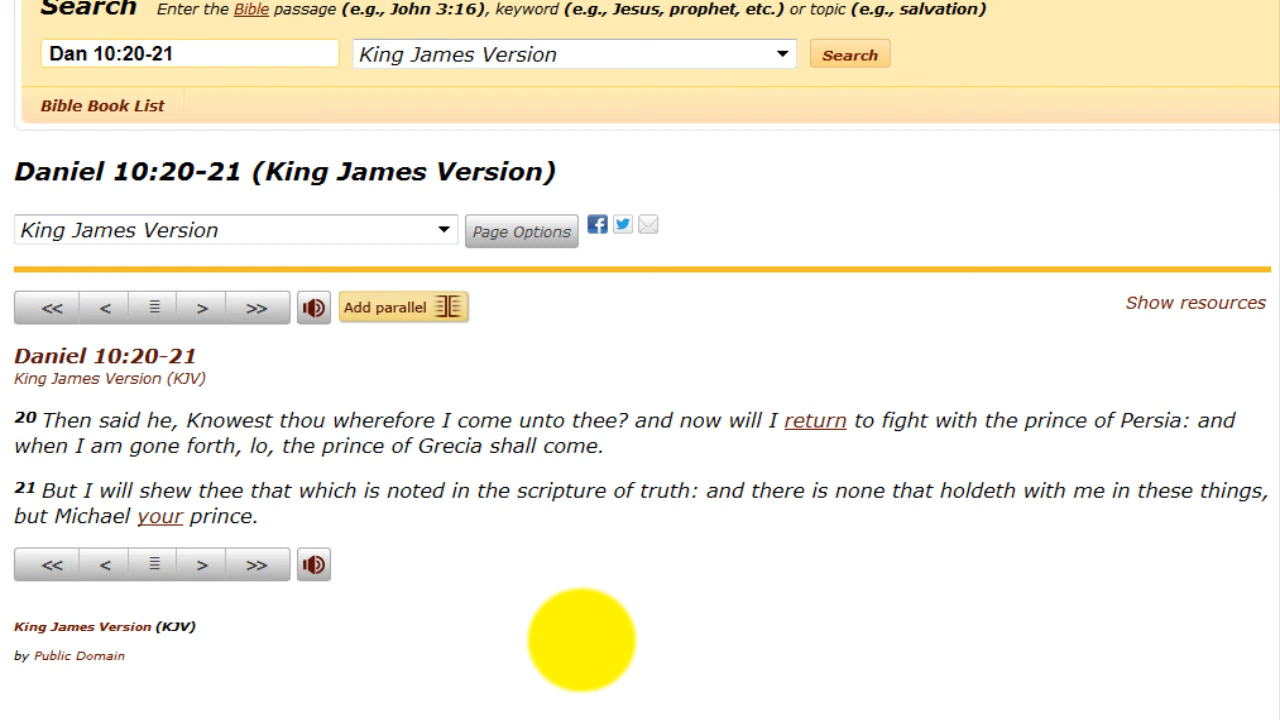 Search Enter the Bible passage (e.g., John 3:16), keyword (e.g., Jesus, prophet, etc.) or topic (e.g., salvation)
Dan 10:20-21 King James Version Search
Bible Book List
Daniel 10:20-21 (King James Version)
King James Version Page Options
<< < > >> Add parallel Show resources
Daniel 10:20-21
King James Version (KJV)
20 Then said he, Knowest thou wherefore I come unto thee? and now will I return to fight with the prince of Persia: and
when I am gone forth, lo, the prince of Grecia shall come.
21 But I will shew thee that which is noted in the scripture of truth: and there is none that holdeth with me in these things,
but Michael your prince.
<< < > >>
King James Version (KJV)
by Public Domain